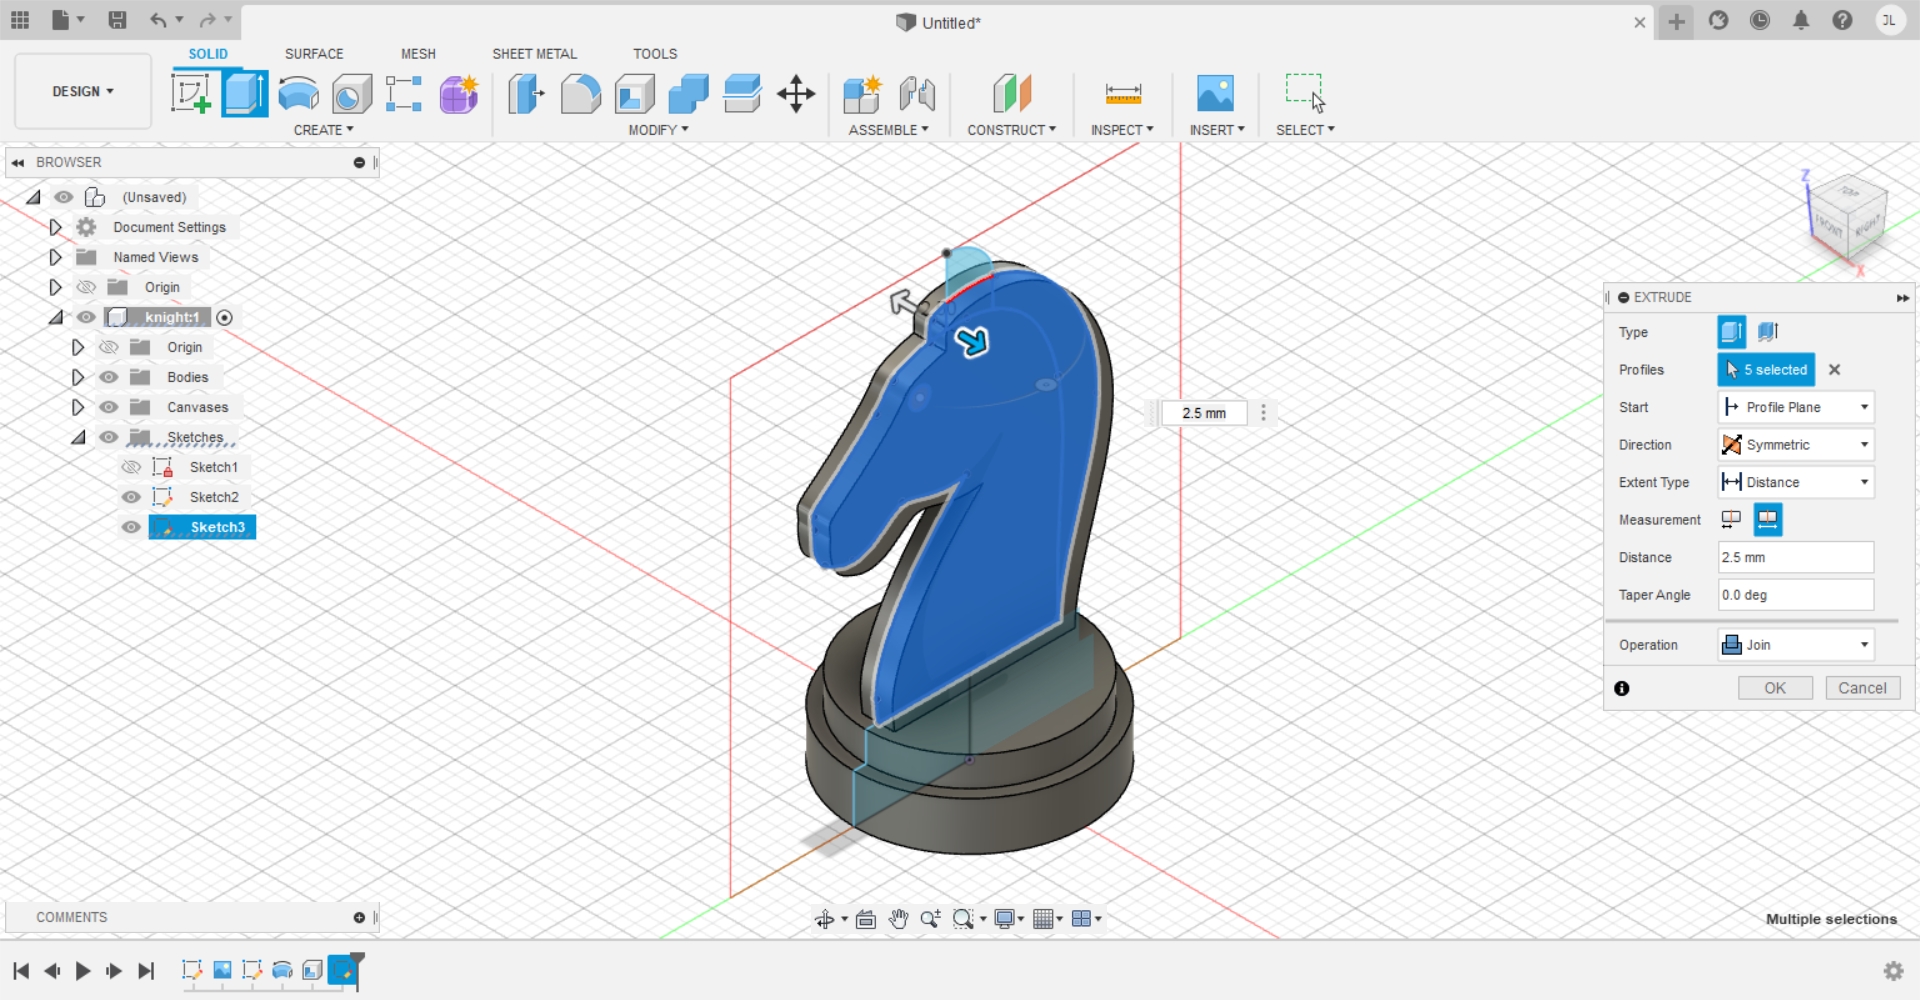 Untitled*
JL
SOLID
SURFACE
MESH
SHEET METAL
TOOLS
DESIGN
CREATE
MODIFY
ASSEMBLE
CONSTRUCT
INSPECT
INSERT
SELECT
BROWSER
(Unsaved)
Document Settings
Named Views
Origin
knight:1
Origin
Bodies
Canvases
Sketches
Sketch1
Sketch2
Sketch3
Z
TOP
FRONT
RIGHT
X
2.5 mm
EXTRUDE
Type
Profiles
5 selected
Start
Profile Plane
Direction
Symmetric
Extent Type
Distance
Measurement
Distance
2.5 mm
Taper Angle
0.0 deg
Operation
Join
OK
Cancel
COMMENTS
Multiple selections